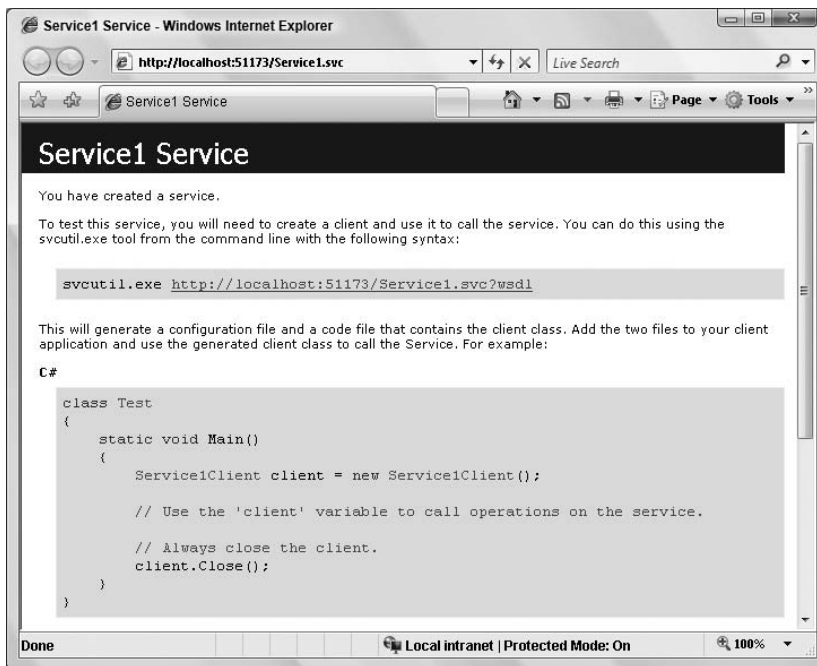 Service1 Service - Windows Internet Explorer
http://localhost:51173/Service1.svc
Live Search
Service1 Service
Page
Tools
Service1 Service
You have created a service.
To test this service, you will need to create a client and use it to call the service. You can do this using the
svcutil.exe tool from the command line with the following syntax:
svcutil.exe http://localhost:51173/Service1.svc?wsdl
This will generate a configuration file and a code file that contains the client class. Add the two files to your client
application and use the generated client class to call the Service. For example:
C#
class Test
{
    static void Main()
    {
        Service1Client client = new Service1Client();
        // Use the 'client' variable to call operations on the service.
        // Always close the client.
        client.Close();
    }
}
Done
Local intranet | Protected Mode: On
100%